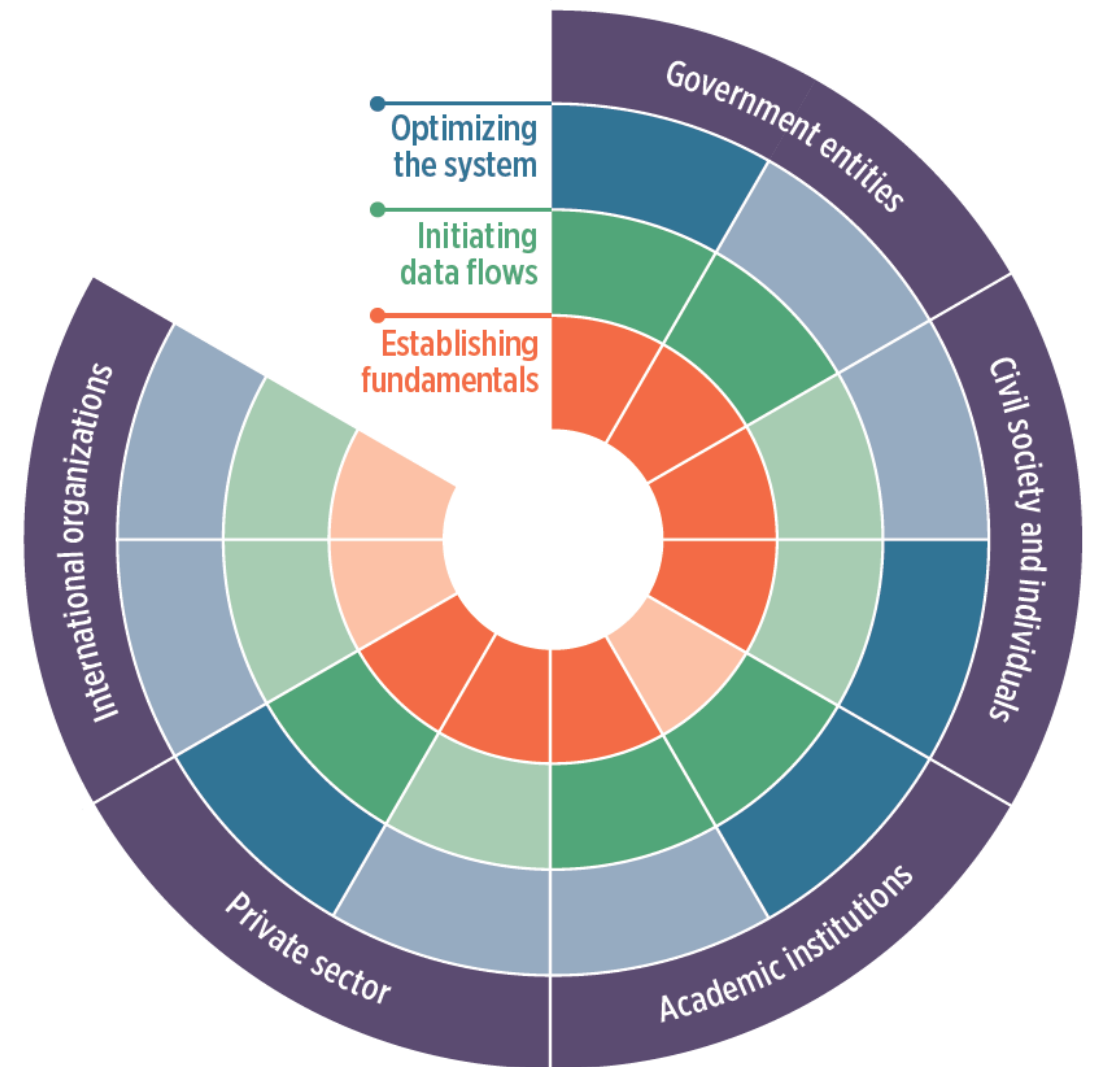 Optimizing
the system
Initiating
data flows
Establishing
fundamentals
Government entities
Civil society and individuals
Academic institutions
Private sector
International organizations